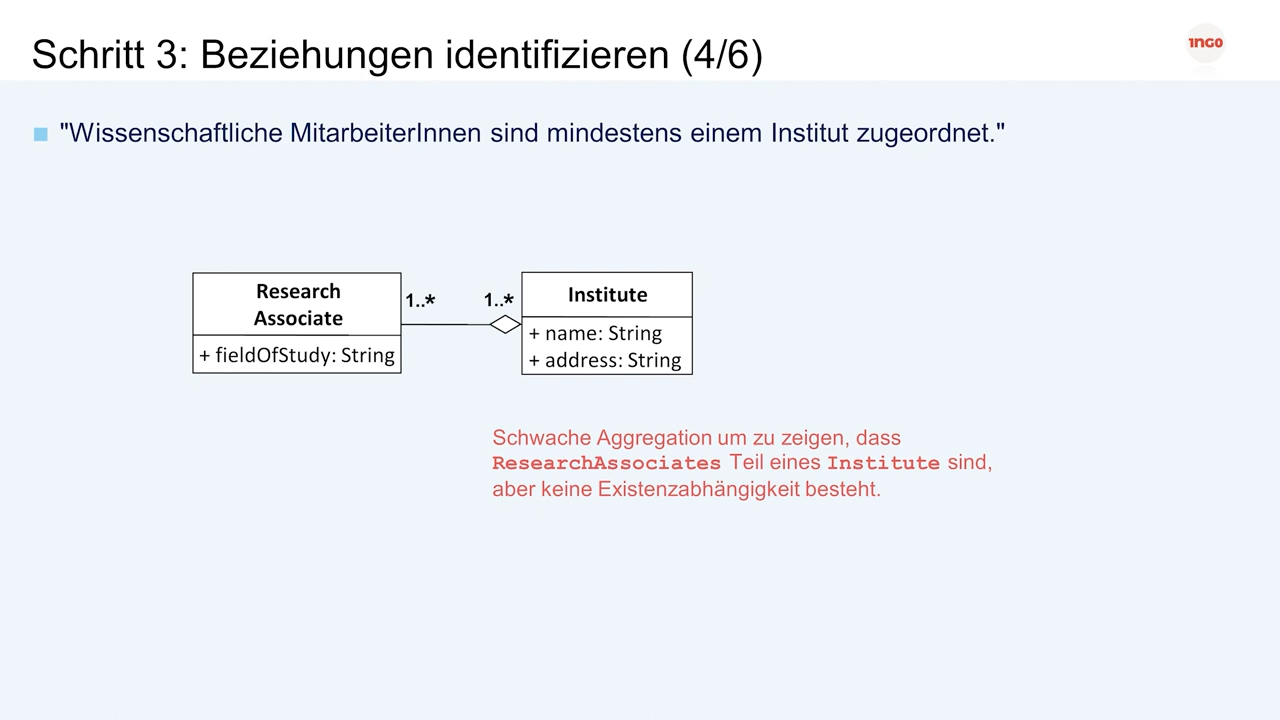 Schritt 3: Beziehungen identifizieren (4/6)
1NG0
"Wissenschaftliche MitarbeiterInnen sind mindestens einem Institut zugeordnet."
Research
Associate
+ fieldOfStudy: String
1..*
1..*
Institute
+ name: String
+ address: String
Schwache Aggregation um zu zeigen, dass
ResearchAssociates Teil eines Institute sind,
aber keine Existenzabhängigkeit besteht.